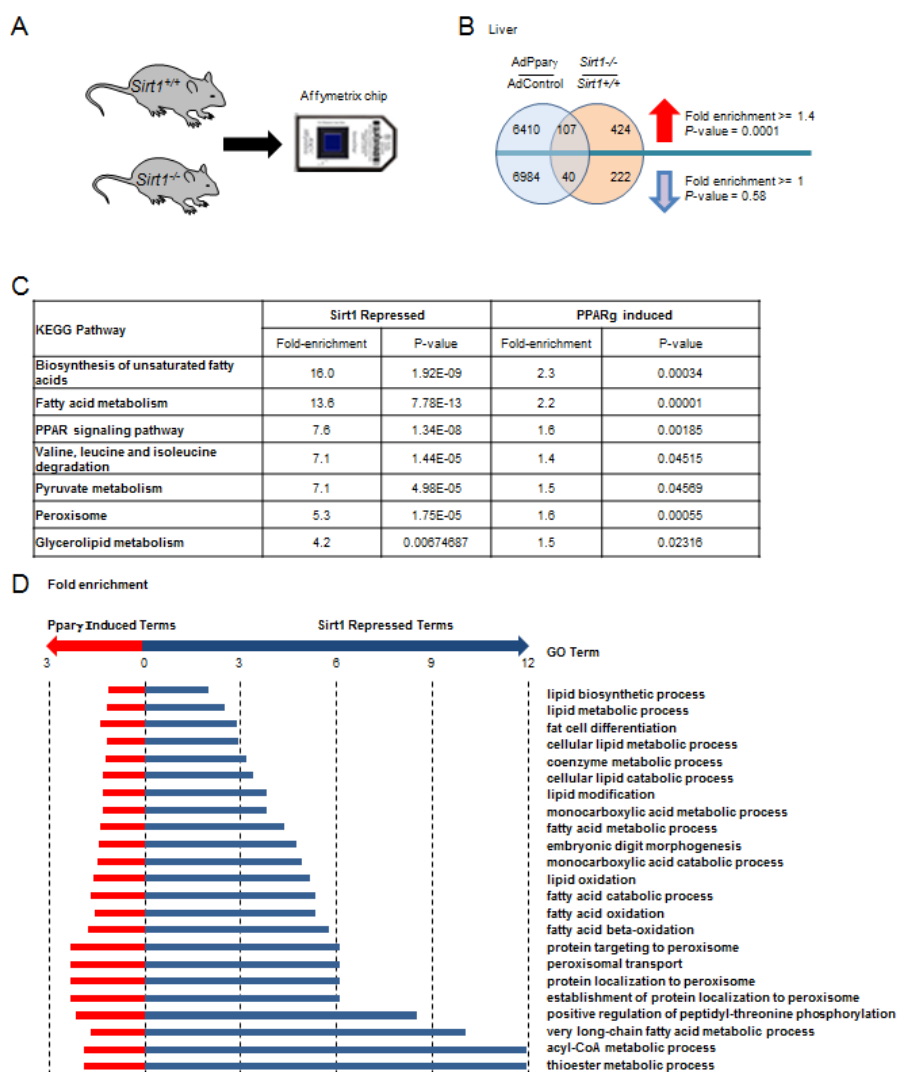 A
Sirt1+/+
Sirt1-/-
Affymetrix chip
B Liver
AdPparγ Sirt1-/-
AdControl Sirt1+/+
6410 107 424
6984 40 222
Fold enrichment >= 1.4
P-value = 0.0001
Fold enrichment >= 1
P-value = 0.58
C
KEGG Pathway Sirt1 Repressed PPARg induced
Fold-enrichment P-value Fold-enrichment P-value
Biosynthesis of unsaturated fatty
acids 16.0 1.92E-09 2.3 0.00034
Fatty acid metabolism 13.6 7.78E-13 2.2 0.00001
PPAR signaling pathway 7.6 1.34E-08 1.6 0.00185
Valine, leucine and isoleucine
degradation 7.1 1.44E-05 1.4 0.04515
Pyruvate metabolism 7.1 4.98E-05 1.5 0.04569
Peroxisome 5.3 1.75E-05 1.6 0.00055
Glycerolipid metabolism 4.2 0.00674687 1.5 0.02316
D Fold enrichment
Pparγ Induced Terms Sirt1 Repressed Terms
GO Term
3 0 3 6 9 12
lipid biosynthetic process
lipid metabolic process
fat cell differentiation
cellular lipid metabolic process
coenzyme metabolic process
cellular lipid catabolic process
lipid modification
monocarboxylic acid metabolic process
fatty acid metabolic process
embryonic digit morphogenesis
monocarboxylic acid catabolic process
lipid oxidation
fatty acid catabolic process
fatty acid oxidation
fatty acid beta-oxidation
protein targeting to peroxisome
peroxisomal transport
protein localization to peroxisome
establishment of protein localization to peroxisome
positive regulation of peptidyl-threonine phosphorylation
very long-chain fatty acid metabolic process
acyl-CoA metabolic process
thioester metabolic process